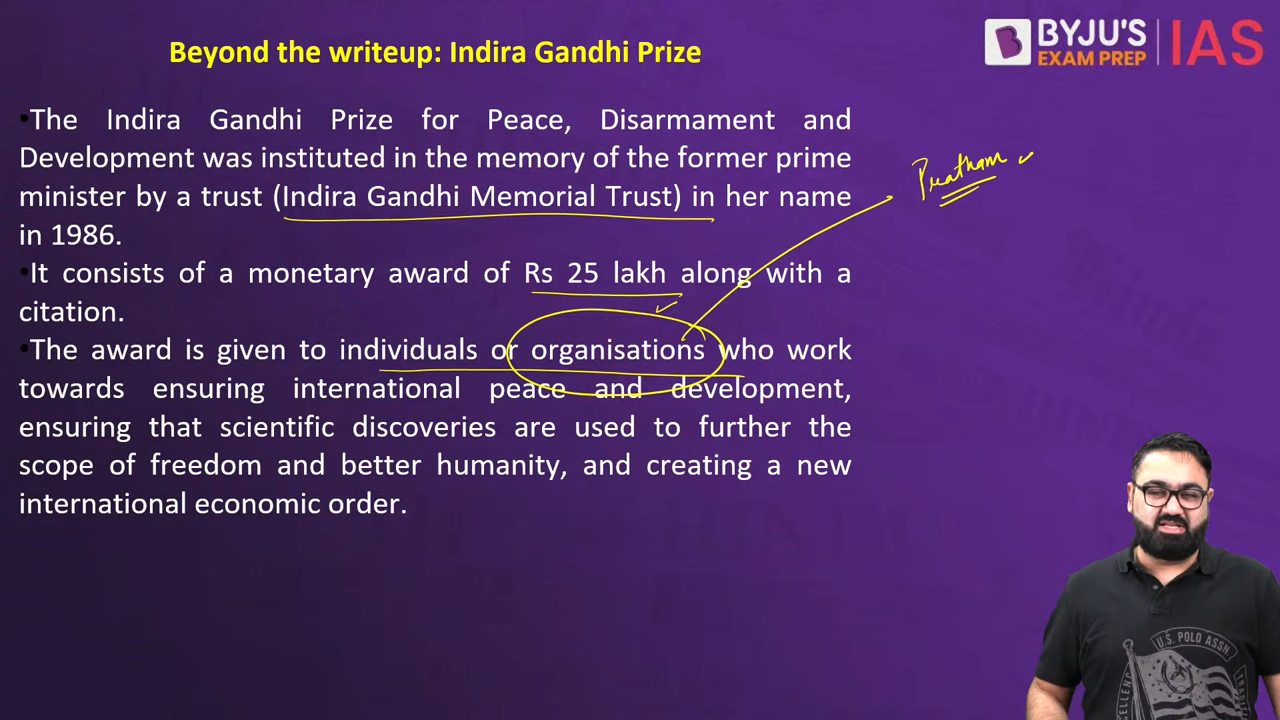 Beyond the writeup: Indira Gandhi Prize
BYJU'S
EXAM PREP
IAS
•The Indira Gandhi Prize for Peace, Disarmament and
Development was instituted in the memory of the former prime
minister by a trust (Indira Gandhi Memorial Trust) in her name
in 1986.
•It consists of a monetary award of Rs 25 lakh along with a
citation.
•The award is given to individuals or organisations who work
towards ensuring international peace and development,
ensuring that scientific discoveries are used to further the
scope of freedom and better humanity, and creating a new
international economic order.
Pratham
U.S. POLO ASSN.